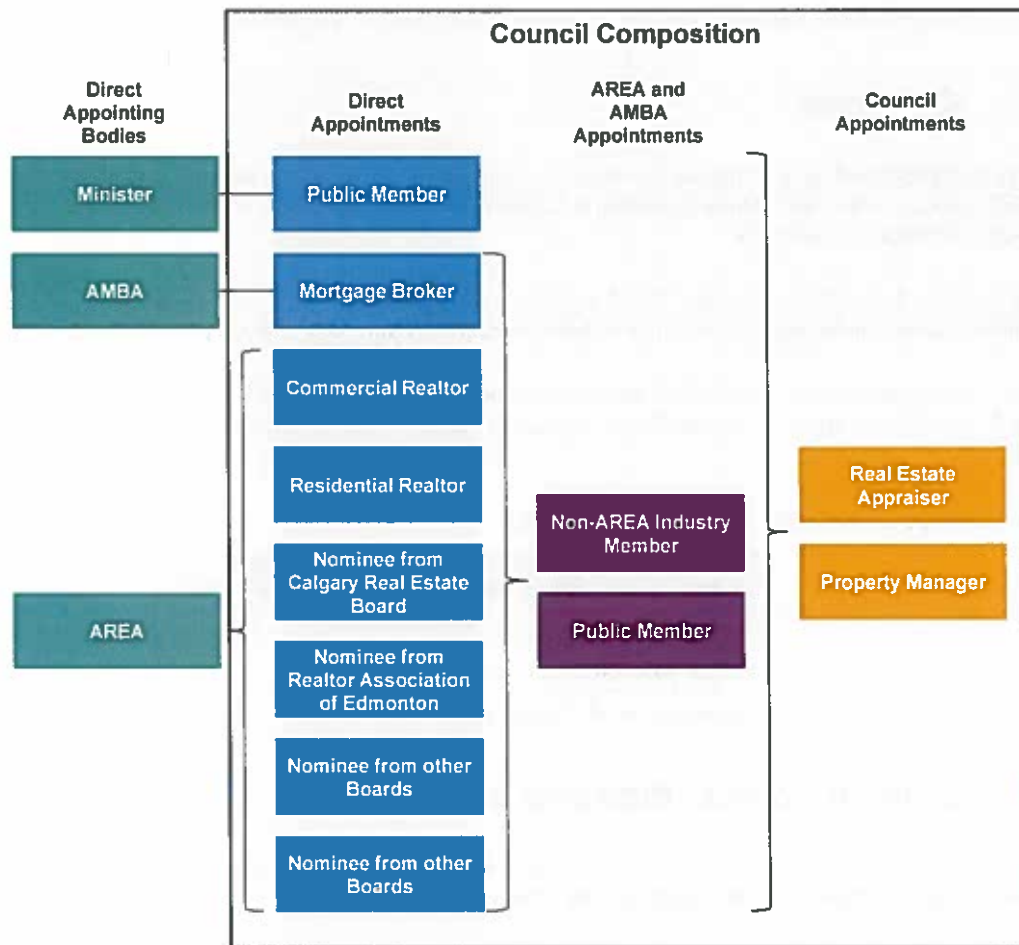 Council Composition
Direct
Appointing
Bodies
Direct
Appointments
AREA and
AMBA
Appointments
Council
Appointments
Minister
Public Member
AMBA
Mortgage Broker
Commercial Realtor
Residential Realtor
Nominee from
Calgary Real Estate
Board
AREA
Nominee from
Realtor Association
of Edmonton
Nominee from other
Boards
Nominee from other
Boards
Non-AREA Industry
Member
Public Member
Real Estate
Appraiser
Property Manager